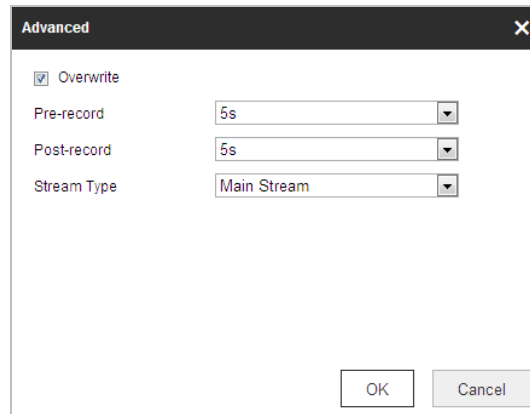 Advanced
Overwrite
Pre-record 5s
Post-record 5s
Stream Type Main Stream
OK Cancel